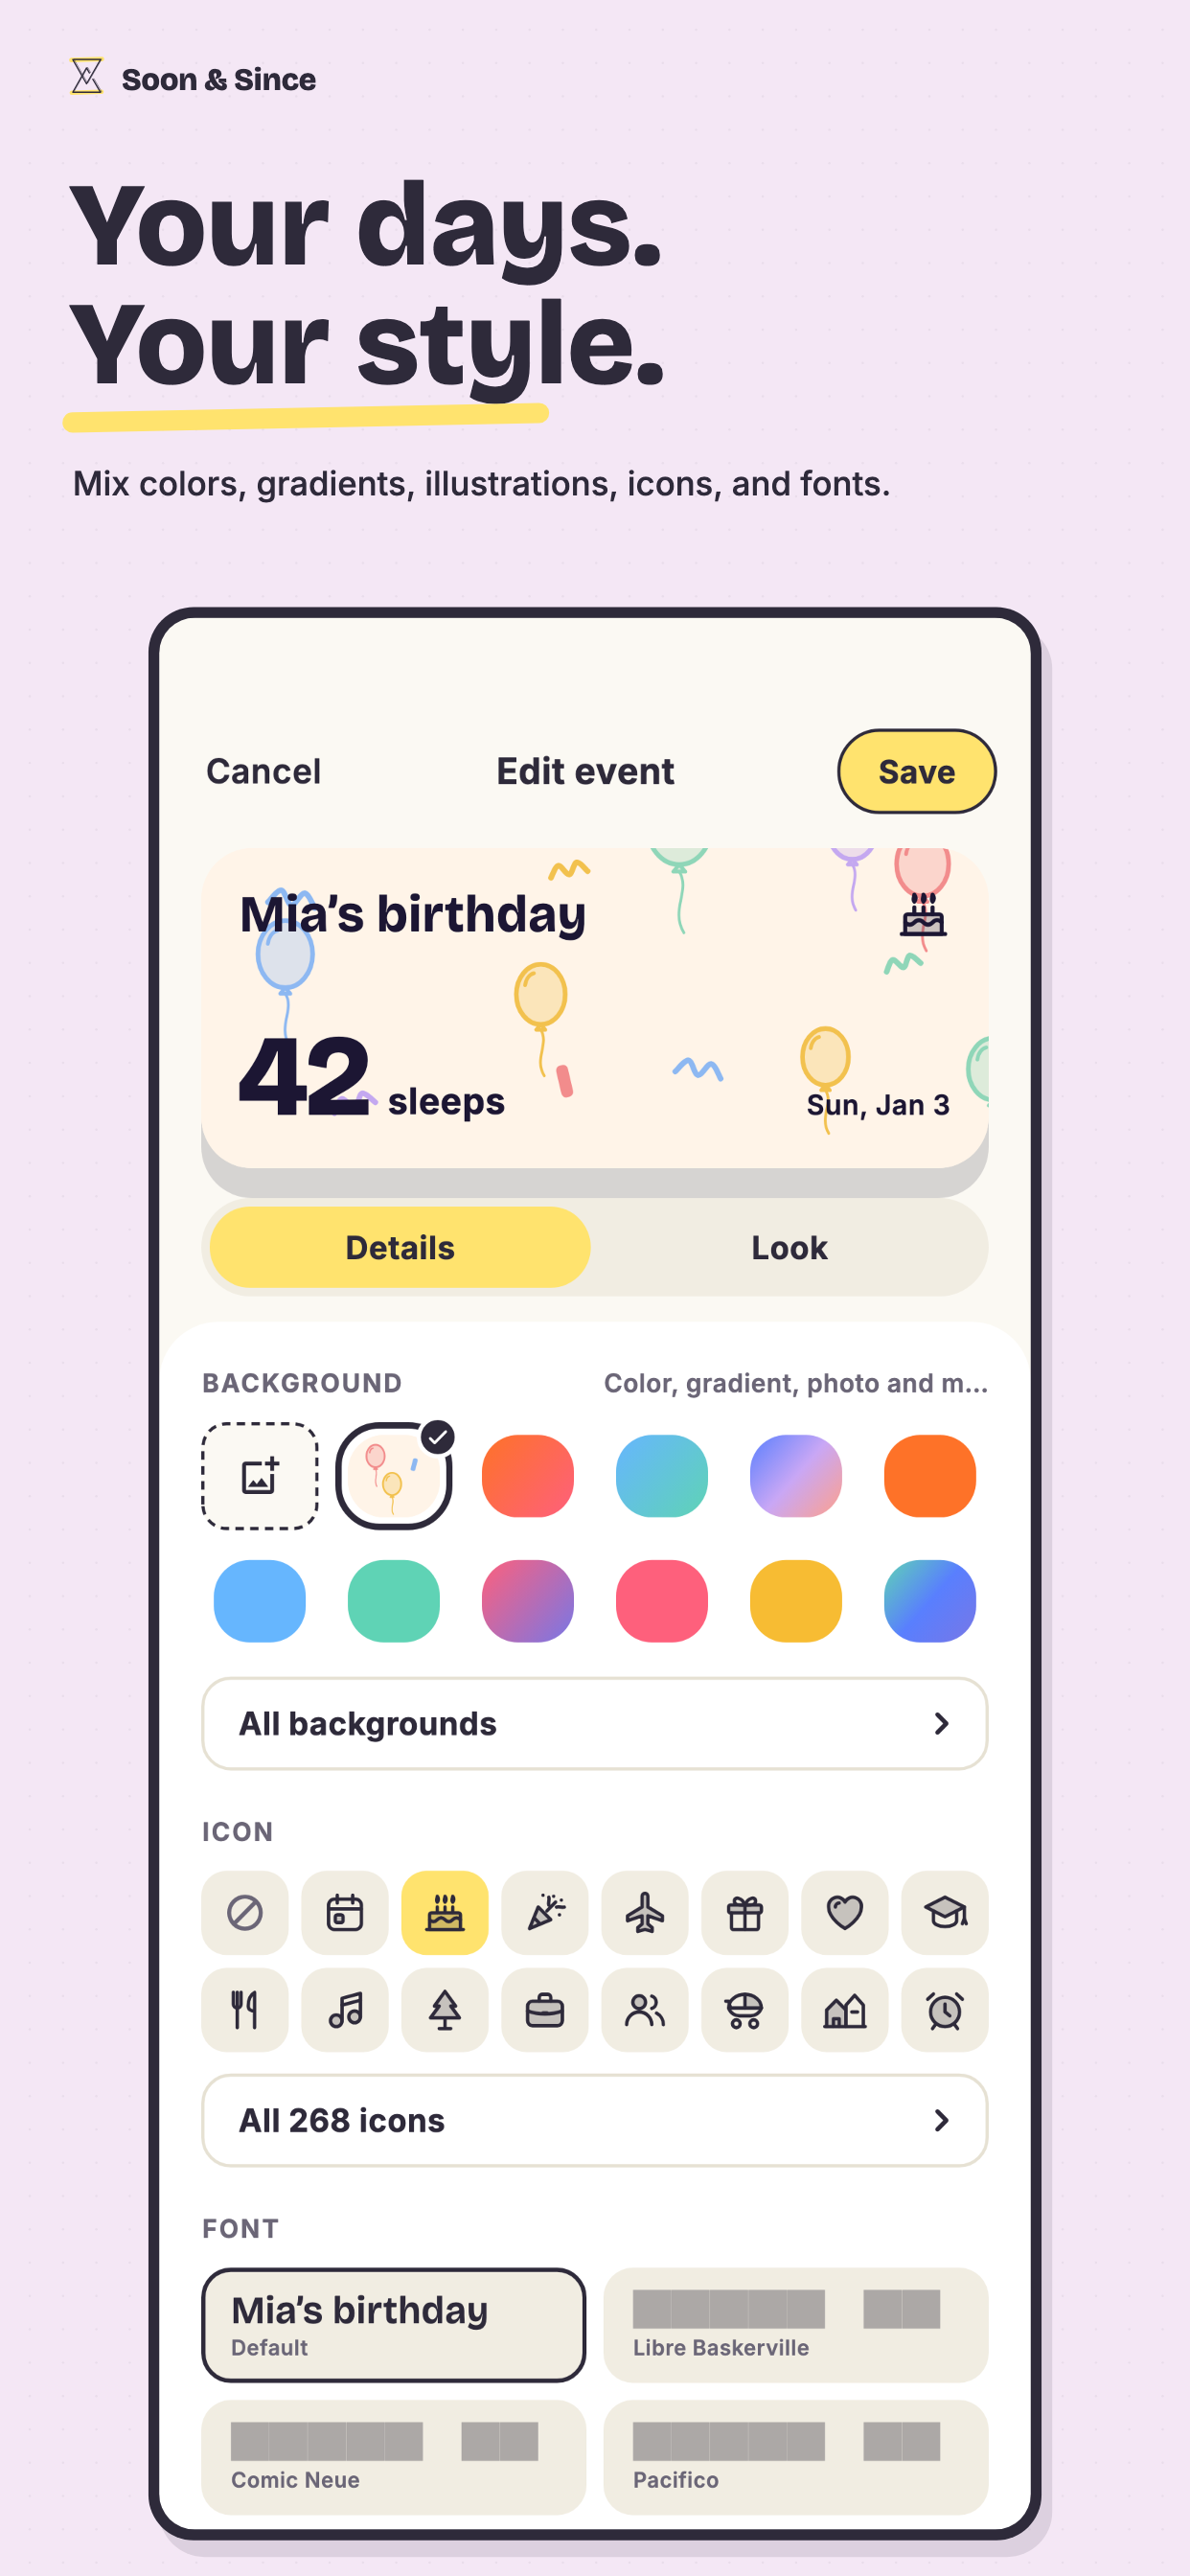 Soon & Since
Your days.
Your style.
Mix colors, gradients, illustrations, icons, and fonts.
Cancel
Edit event
Save
Mia's birthday
42 sleeps
Sun, Jan 3
Details
Look
BACKGROUND
Color, gradient, photo and m...
All backgrounds
ICON
All 268 icons
FONT
Mia's birthday
Default
Libre Baskerville
Comic Neue
Pacifico